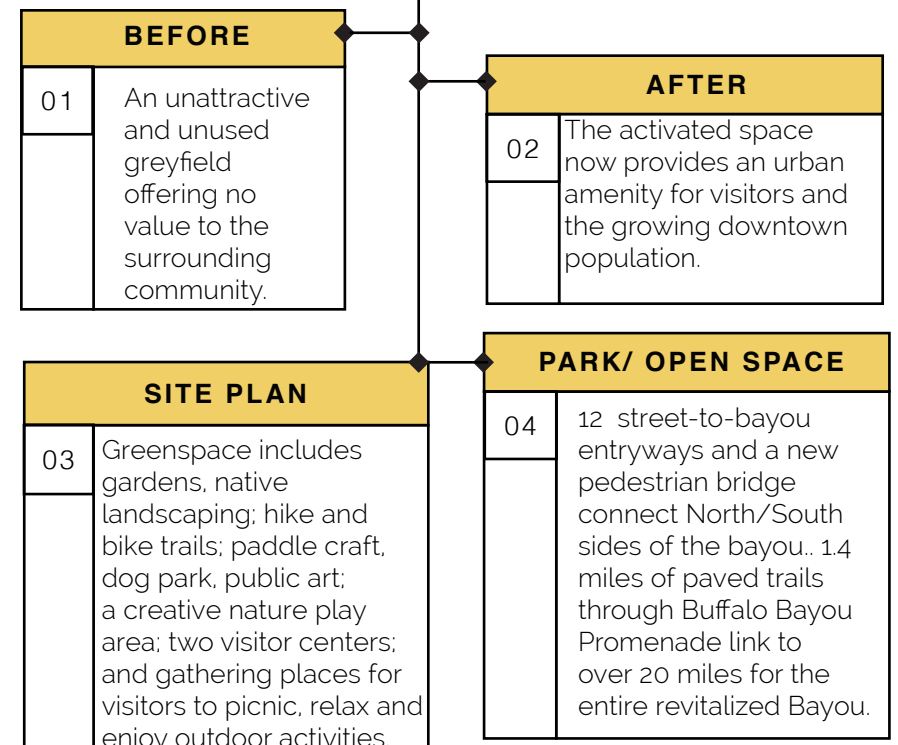 BEFORE
01
An unattractive
and unused
greyfield
offering no
value to the
surrounding
community.
AFTER
02
The activated space
now provides an urban
amenity for visitors and
the growing downtown
population.
SITE PLAN
03
Greenspace includes
gardens, native
landscaping; hike and
bike trails; paddle craft,
dog park, public art;
a creative nature play
area; two visitor centers;
and gathering places for
visitors to picnic, relax and
enjoy outdoor activities
PARK/ OPEN SPACE
04
12 street-to-bayou
entryways and a new
pedestrian bridge
connect North/South
sides of the bayou.. 1.4
miles of paved trails
through Buffalo Bayou
Promenade link to
over 20 miles for the
entire revitalized Bayou.